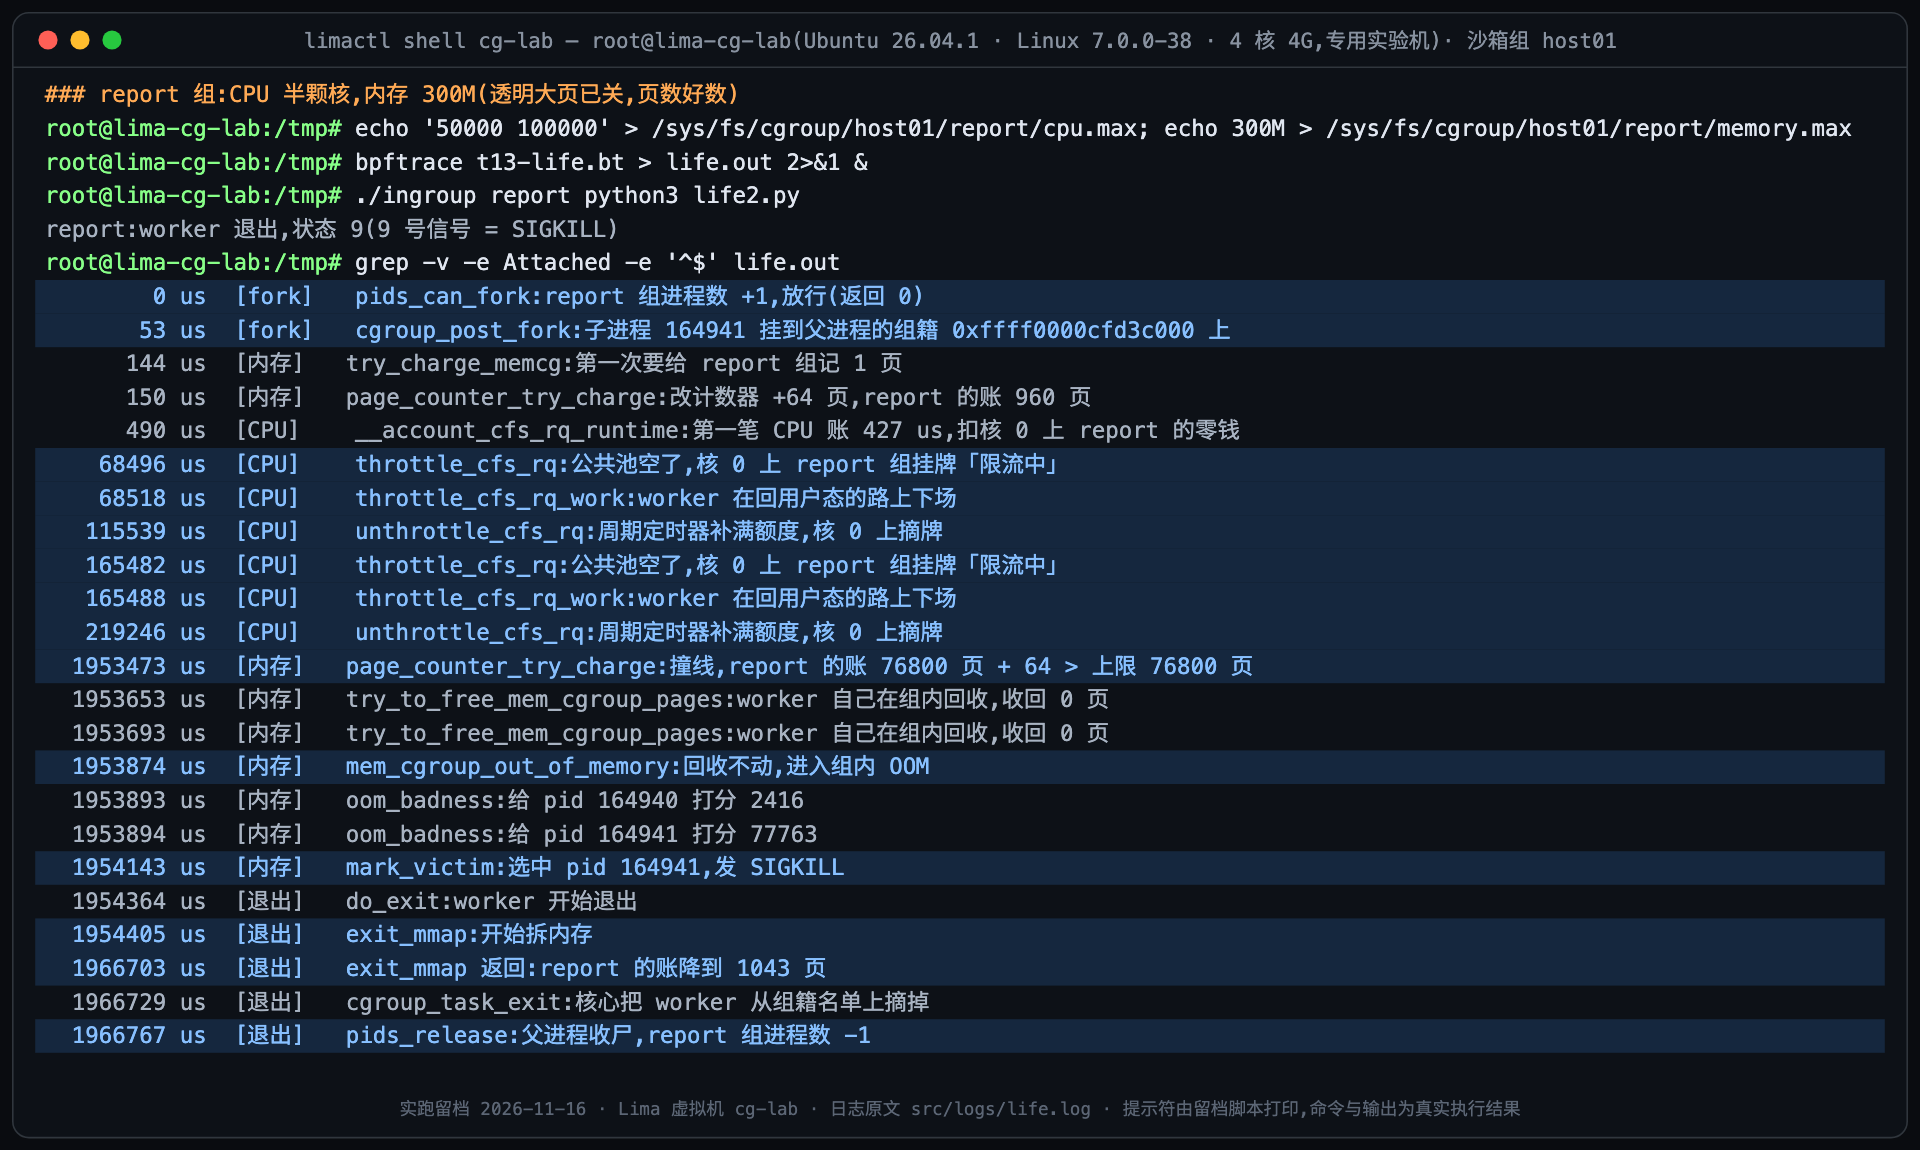 limactl shell cg-lab — root@lima-cg-lab(Ubuntu 26.04.1 · Linux 7.0.0-38 · 4 核 4G,专用实验机)· 沙箱组 host01
### report 组:CPU 半颗核,内存 300M(透明大页已关,页数好数)
root@lima-cg-lab:/tmp# echo '50000 100000' > /sys/fs/cgroup/host01/report/cpu.max; echo 300M > /sys/fs/cgroup/host01/report/memory.max
root@lima-cg-lab:/tmp# bpftrace t13-life.bt > life.out 2>&1 &
root@lima-cg-lab:/tmp# ./ingroup report python3 life2.py
report:worker 退出,状态 9(9 号信号 = SIGKILL)
root@lima-cg-lab:/tmp# grep -v -e Attached -e '^$' life.out
0 us [fork] pids_can_fork:report 组进程数 +1,放行(返回 0)
53 us [fork] cgroup_post_fork:子进程 164941 挂到父进程的组籍 0xffff0000cfd3c000 上
144 us [内存] try_charge_memcg:第一次要给 report 组记 1 页
150 us [内存] page_counter_try_charge:改计数器 +64 页,report 的账 960 页
490 us [CPU] __account_cfs_rq_runtime:第一笔 CPU 账 427 us,扣核 0 上 report 的零钱
68496 us [CPU] throttle_cfs_rq:公共池空了,核 0 上 report 组挂牌「限流中」
68518 us [CPU] throttle_cfs_rq_work:worker 在回用户态的路上下场
115539 us [CPU] unthrottle_cfs_rq:周期定时器补满额度,核 0 上摘牌
165482 us [CPU] throttle_cfs_rq:公共池空了,核 0 上 report 组挂牌「限流中」
165488 us [CPU] throttle_cfs_rq_work:worker 在回用户态的路上下场
219246 us [CPU] unthrottle_cfs_rq:周期定时器补满额度,核 0 上摘牌
1953473 us [内存] page_counter_try_charge:撞线,report 的账 76800 页 + 64 > 上限 76800 页
1953653 us [内存] try_to_free_mem_cgroup_pages:worker 自己在组内回收,收回 0 页
1953693 us [内存] try_to_free_mem_cgroup_pages:worker 自己在组内回收,收回 0 页
1953874 us [内存] mem_cgroup_out_of_memory:回收不动,进入组内 OOM
1953893 us [内存] oom_badness:给 pid 164940 打分 2416
1953894 us [内存] oom_badness:给 pid 164941 打分 77763
1954143 us [内存] mark_victim:选中 pid 164941,发 SIGKILL
1954364 us [退出] do_exit:worker 开始退出
1954405 us [退出] exit_mmap:开始拆内存
1966703 us [退出] exit_mmap 返回:report 的账降到 1043 页
1966729 us [退出] cgroup_task_exit:核心把 worker 从组籍名单上摘掉
1966767 us [退出] pids_release:父进程收尸,report 组进程数 -1
实跑留档 2026-11-16 · Lima 虚拟机 cg-lab · 日志原文 src/logs/life.log · 提示符由留档脚本打印,命令与输出为真实执行结果